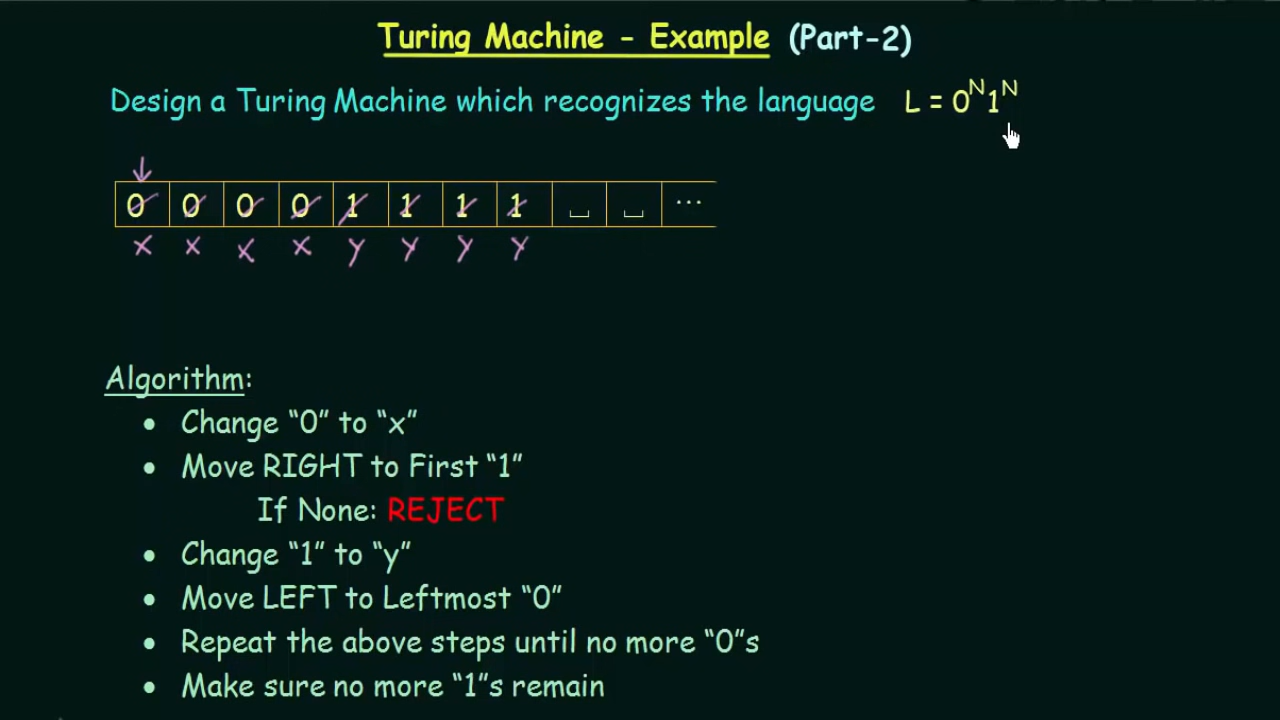 Turing Machine - Example (Part-2)
Design a Turing Machine which recognizes the language L = 0^N1^N
0 0 0 0 1 1 1 1 ⎵ ⎵ ...
x x x x y y y y
Algorithm:
• Change “0” to “x”
• Move RIGHT to First “1”
If None: REJECT
• Change “1” to “y”
• Move LEFT to Leftmost “0”
• Repeat the above steps until no more “0”s
• Make sure no more “1”s remain